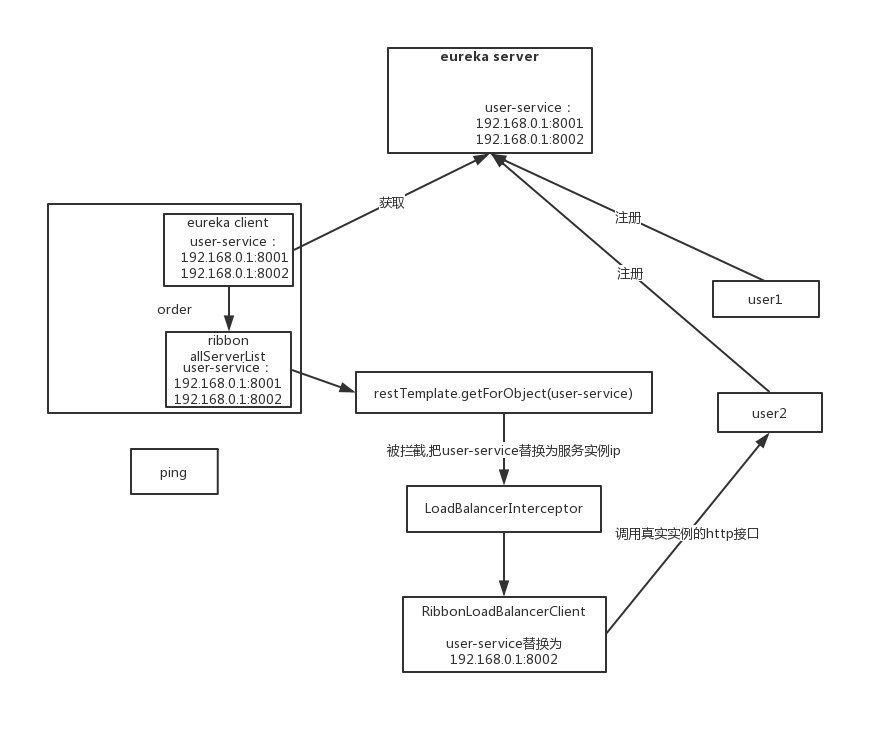 eureka server
user-service：
192.168.0.1:8001
192.168.0.1:8002
获取
注册
注册
eureka client
user-service：
192.168.0.1:8001
192.168.0.1:8002
order
ribbon
allServerList
user-service：
192.168.0.1:8001
192.168.0.1:8002
user1
restTemplate.getForObject(user-service)
user2
被拦截,把user-service替换为服务实例ip
ping
LoadBalancerInterceptor
调用真实实例的http接口
RibbonLoadBalancerClient
user-service替换为
192.168.0.1:8002